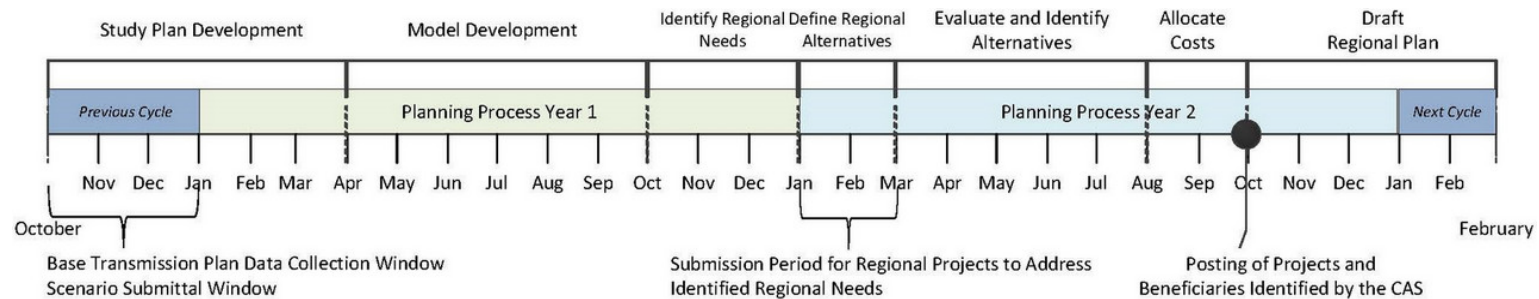 Study Plan Development
Model Development
Identify Regional
Needs
Define Regional
Alternatives
Evaluate and Identify
Alternatives
Allocate
Costs
Draft
Regional Plan
Previous Cycle
Planning Process Year 1
Planning Process Year 2
Next Cycle
Nov Dec Jan Feb Mar Apr May Jun Jul Aug Sep Oct Nov Dec Jan Feb Mar Apr May Jun Jul Aug Sep Oct Nov Dec Jan Feb
October
February
Base Transmission Plan Data Collection Window
Scenario Submittal Window
Submission Period for Regional Projects to Address
Identified Regional Needs
Posting of Projects and
Beneficiaries Identified by the CAS